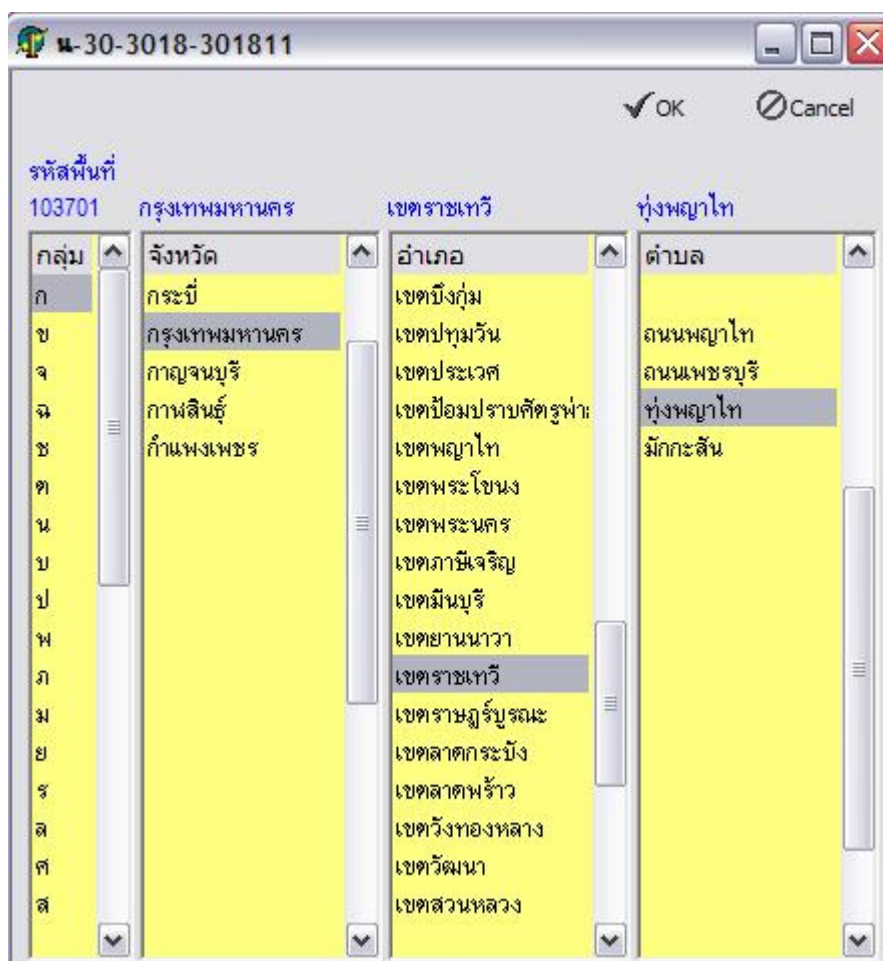 น-30-3018-301811
OK Cancel
รหัสพื้นที่
103701 กรุงเทพมหานคร เขตราชเทวี ทุ่งพญาไท
กลุ่ม จังหวัด อำเภอ ตำบล
ก กระบี่ เขตบึงกุ่ม
ข กรุงเทพมหานคร เขตปทุมวัน ถนนพญาไท
จ กาญจนบุรี เขตประเวศ ถนนเพชรบุรี
ฉ กาฬสินธุ์ เขตป้อมปราบศัตรูพ่า ทุ่งพญาไท
ช กำแพงเพชร เขตพญาไท มักกะสัน
ต เขตพระโขนง
น เขตพระนคร
บ เขตภาษีเจริญ
ป เขตมีนบุรี
พ เขตยานนาวา
ภ เขตราชเทวี
ม เขตราษฎร์บูรณะ
ย เขตลาดกระบัง
ร เขตลาดพร้าว
ล เขตวังทองหลาง
ศ เขตวัฒนา
ส เขตสวนหลวง